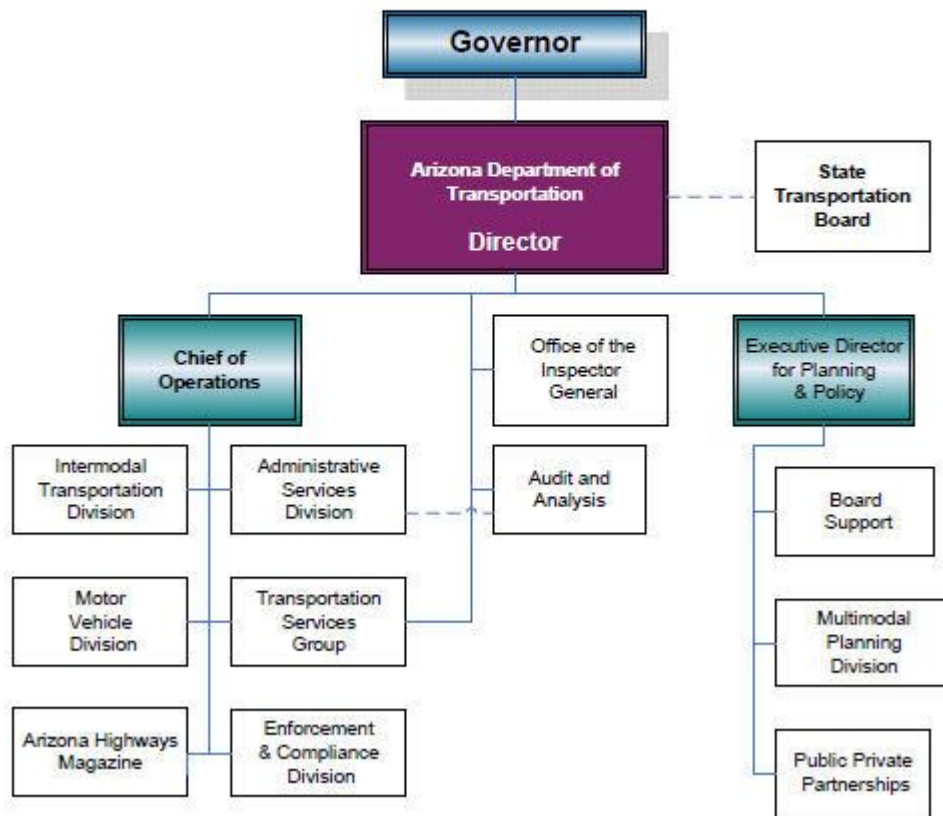 Governor
Arizona Department of
Transportation
Director
State
Transportation
Board
Chief of
Operations
Office of the
Inspector
General
Executive Director
for Planning
& Policy
Intermodal
Transportation
Division
Administrative
Services
Division
Audit and
Analysis
Board
Support
Motor
Vehicle
Division
Transportation
Services
Group
Multimodal
Planning
Division
Arizona Highways
Magazine
Enforcement
& Compliance
Division
Public Private
Partnerships